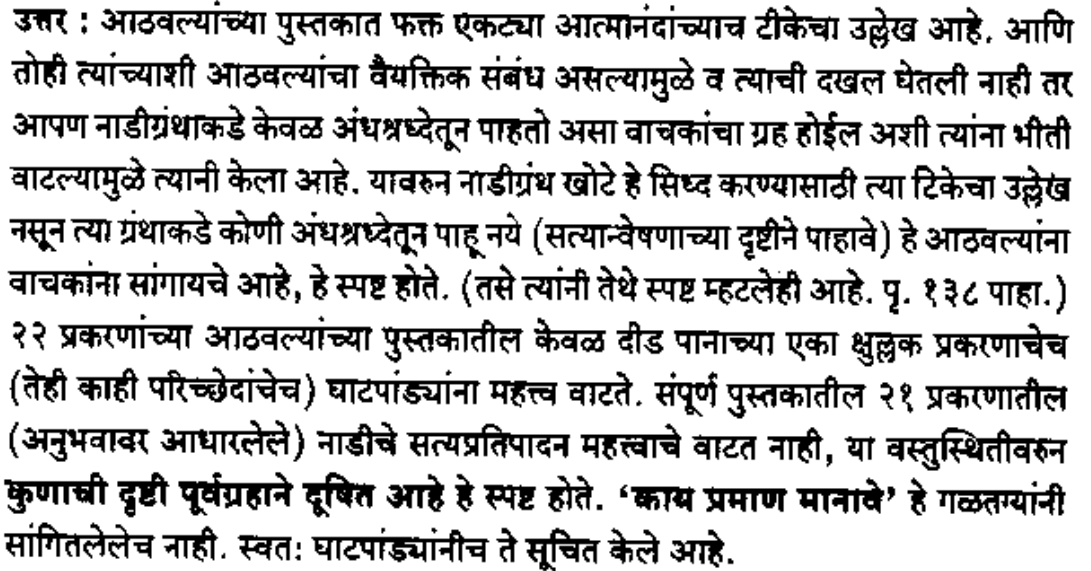 उत्तर : आठवल्यांच्या पुस्तकात फक्त एकट्या आत्मानंदांच्याच टीकेचा उल्लेख आहे. आणि
तोही त्यांच्याशी आठवल्यांचा वैयक्तिक संबंध असल्यामुळे व त्याची दखल घेतली नाही तर
आपण नाडीग्रंथाकडे केवळ अंधश्रध्देतून पाहतो असा वाचकांचा ग्रह होईल अशी त्यांना भीती
वाटल्यामुळे त्यानी केला आहे. यावरुन नाडीग्रंथ खोटे हे सिध्द करण्यासाठी त्या टिकेचा उल्लेख
नसून त्या ग्रंथाकडे कोणी अंधश्रध्देतून पाहू नये (सत्यान्वेषणाच्या दृष्टीने पाहावे) हे आठवल्यांना
वाचकांना सांगायचे आहे, हे स्पष्ट होते. (तसे त्यांनी तेथे स्पष्ट म्हटलेही आहे. पृ. १३८ पाहा.)
२२ प्रकरणांच्या आठवल्यांच्या पुस्तकातील केवळ दीड पानाच्या एका क्षुल्लक प्रकरणाचेच
(तेही काही परिच्छेदांचेच) घाटपांड्यांना महत्त्व वाटते. संपूर्ण पुस्तकातील २१ प्रकरणातील
(अनुभवावर आधारलेले) नाडीचे सत्यप्रतिपादन महत्त्वाचे वाटत नाही, या वस्तुस्थितीवरुन
कुणाची दृष्टी पूर्वग्रहाने दूषित आहे हे स्पष्ट होते. ‘काय प्रमाण मानावे’ हे गळतग्यांनी
सांगितलेलेच नाही. स्वतः घाटपांड्यांनीच ते सूचित केले आहे.